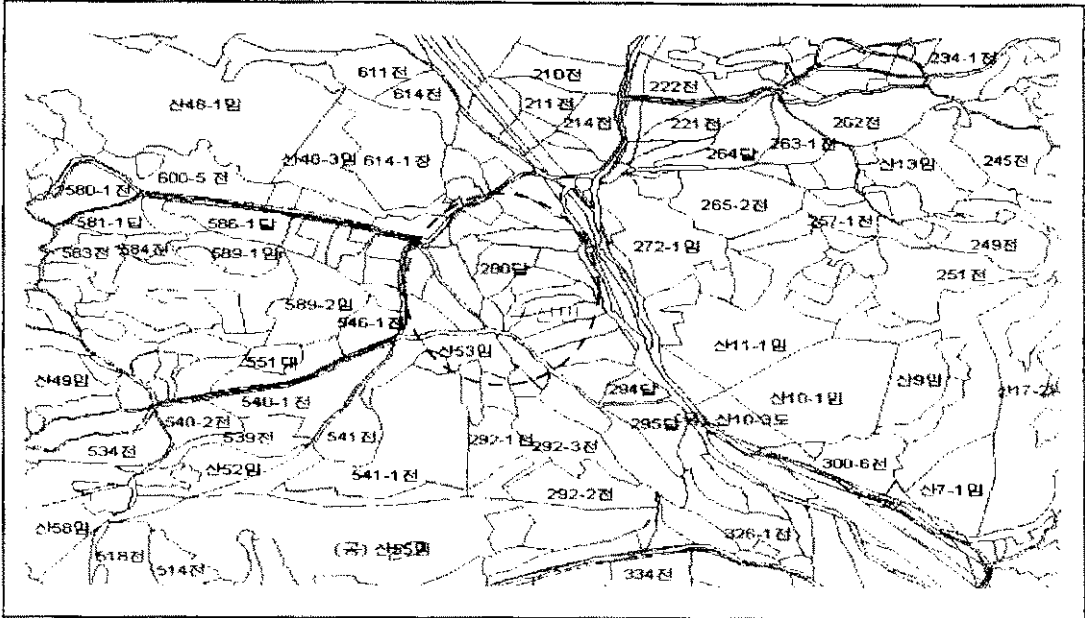 234-1전
611전
210전
222전
614전
산48-1임
211전
214전
221전
262전
263-1전
264답
614-1장
산13임
245전
600-5 전
580-1전
265-2전
581-1답
586-1답
257-1전
583전
584전
589-1임
272-1임
249전
280답
251전
589-2임
546-1전
산11-1임
산53임
551대
산49임
산9임
294답
산10-1임
540-1전
540-2전
295답
산10-3도
539전
541전
292-1전
292-3전
534전
300-6전
산52임
541-1전
산7-1임
292-2전
산58임
326-1전
518전
514전
334전